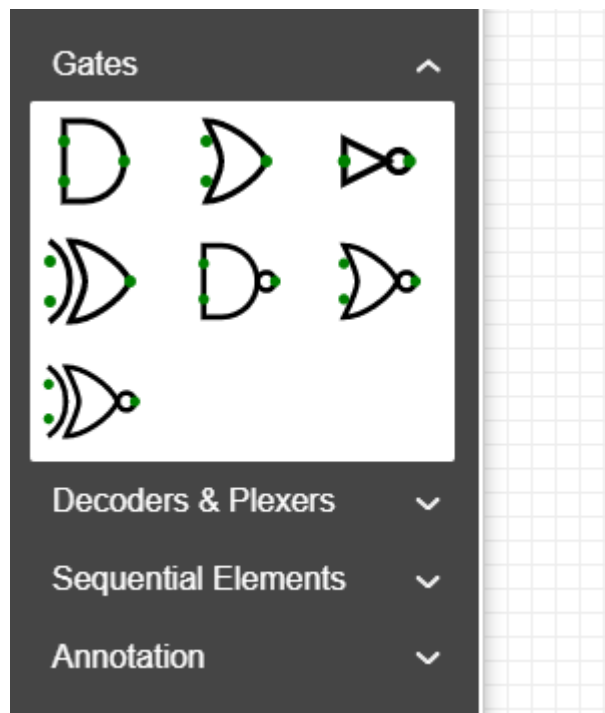 Gates
Decoders & Plexers
Sequential Elements
Annotation